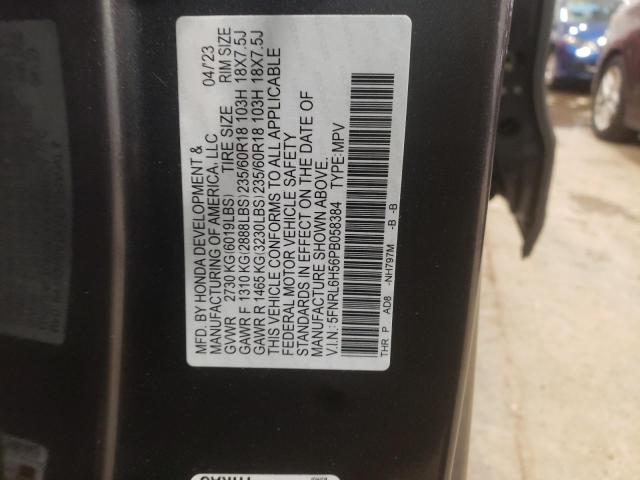 MFD. BY HONDA DEVELOPMENT & 04/23
MANUFACTURING OF AMERICA, LLC
GVWR 2730 KG(6019LBS) TIRE SIZE RIM SIZE
GAWR F 1310 KG(2888LBS) 235/60R18 103H 18X7.5J
GAWR R 1465 KG(3230LBS) 235/60R18 103H 18X7.5J
THIS VEHICLE CONFORMS TO ALL APPLICABLE
FEDERAL MOTOR VEHICLE SAFETY
STANDARDS IN EFFECT ON THE DATE OF
MANUFACTURE SHOWN ABOVE.
V.I.N.: 5FNRL6H56PB058384 TYPE:MPV
THR P AD8 -NH797M -B -B